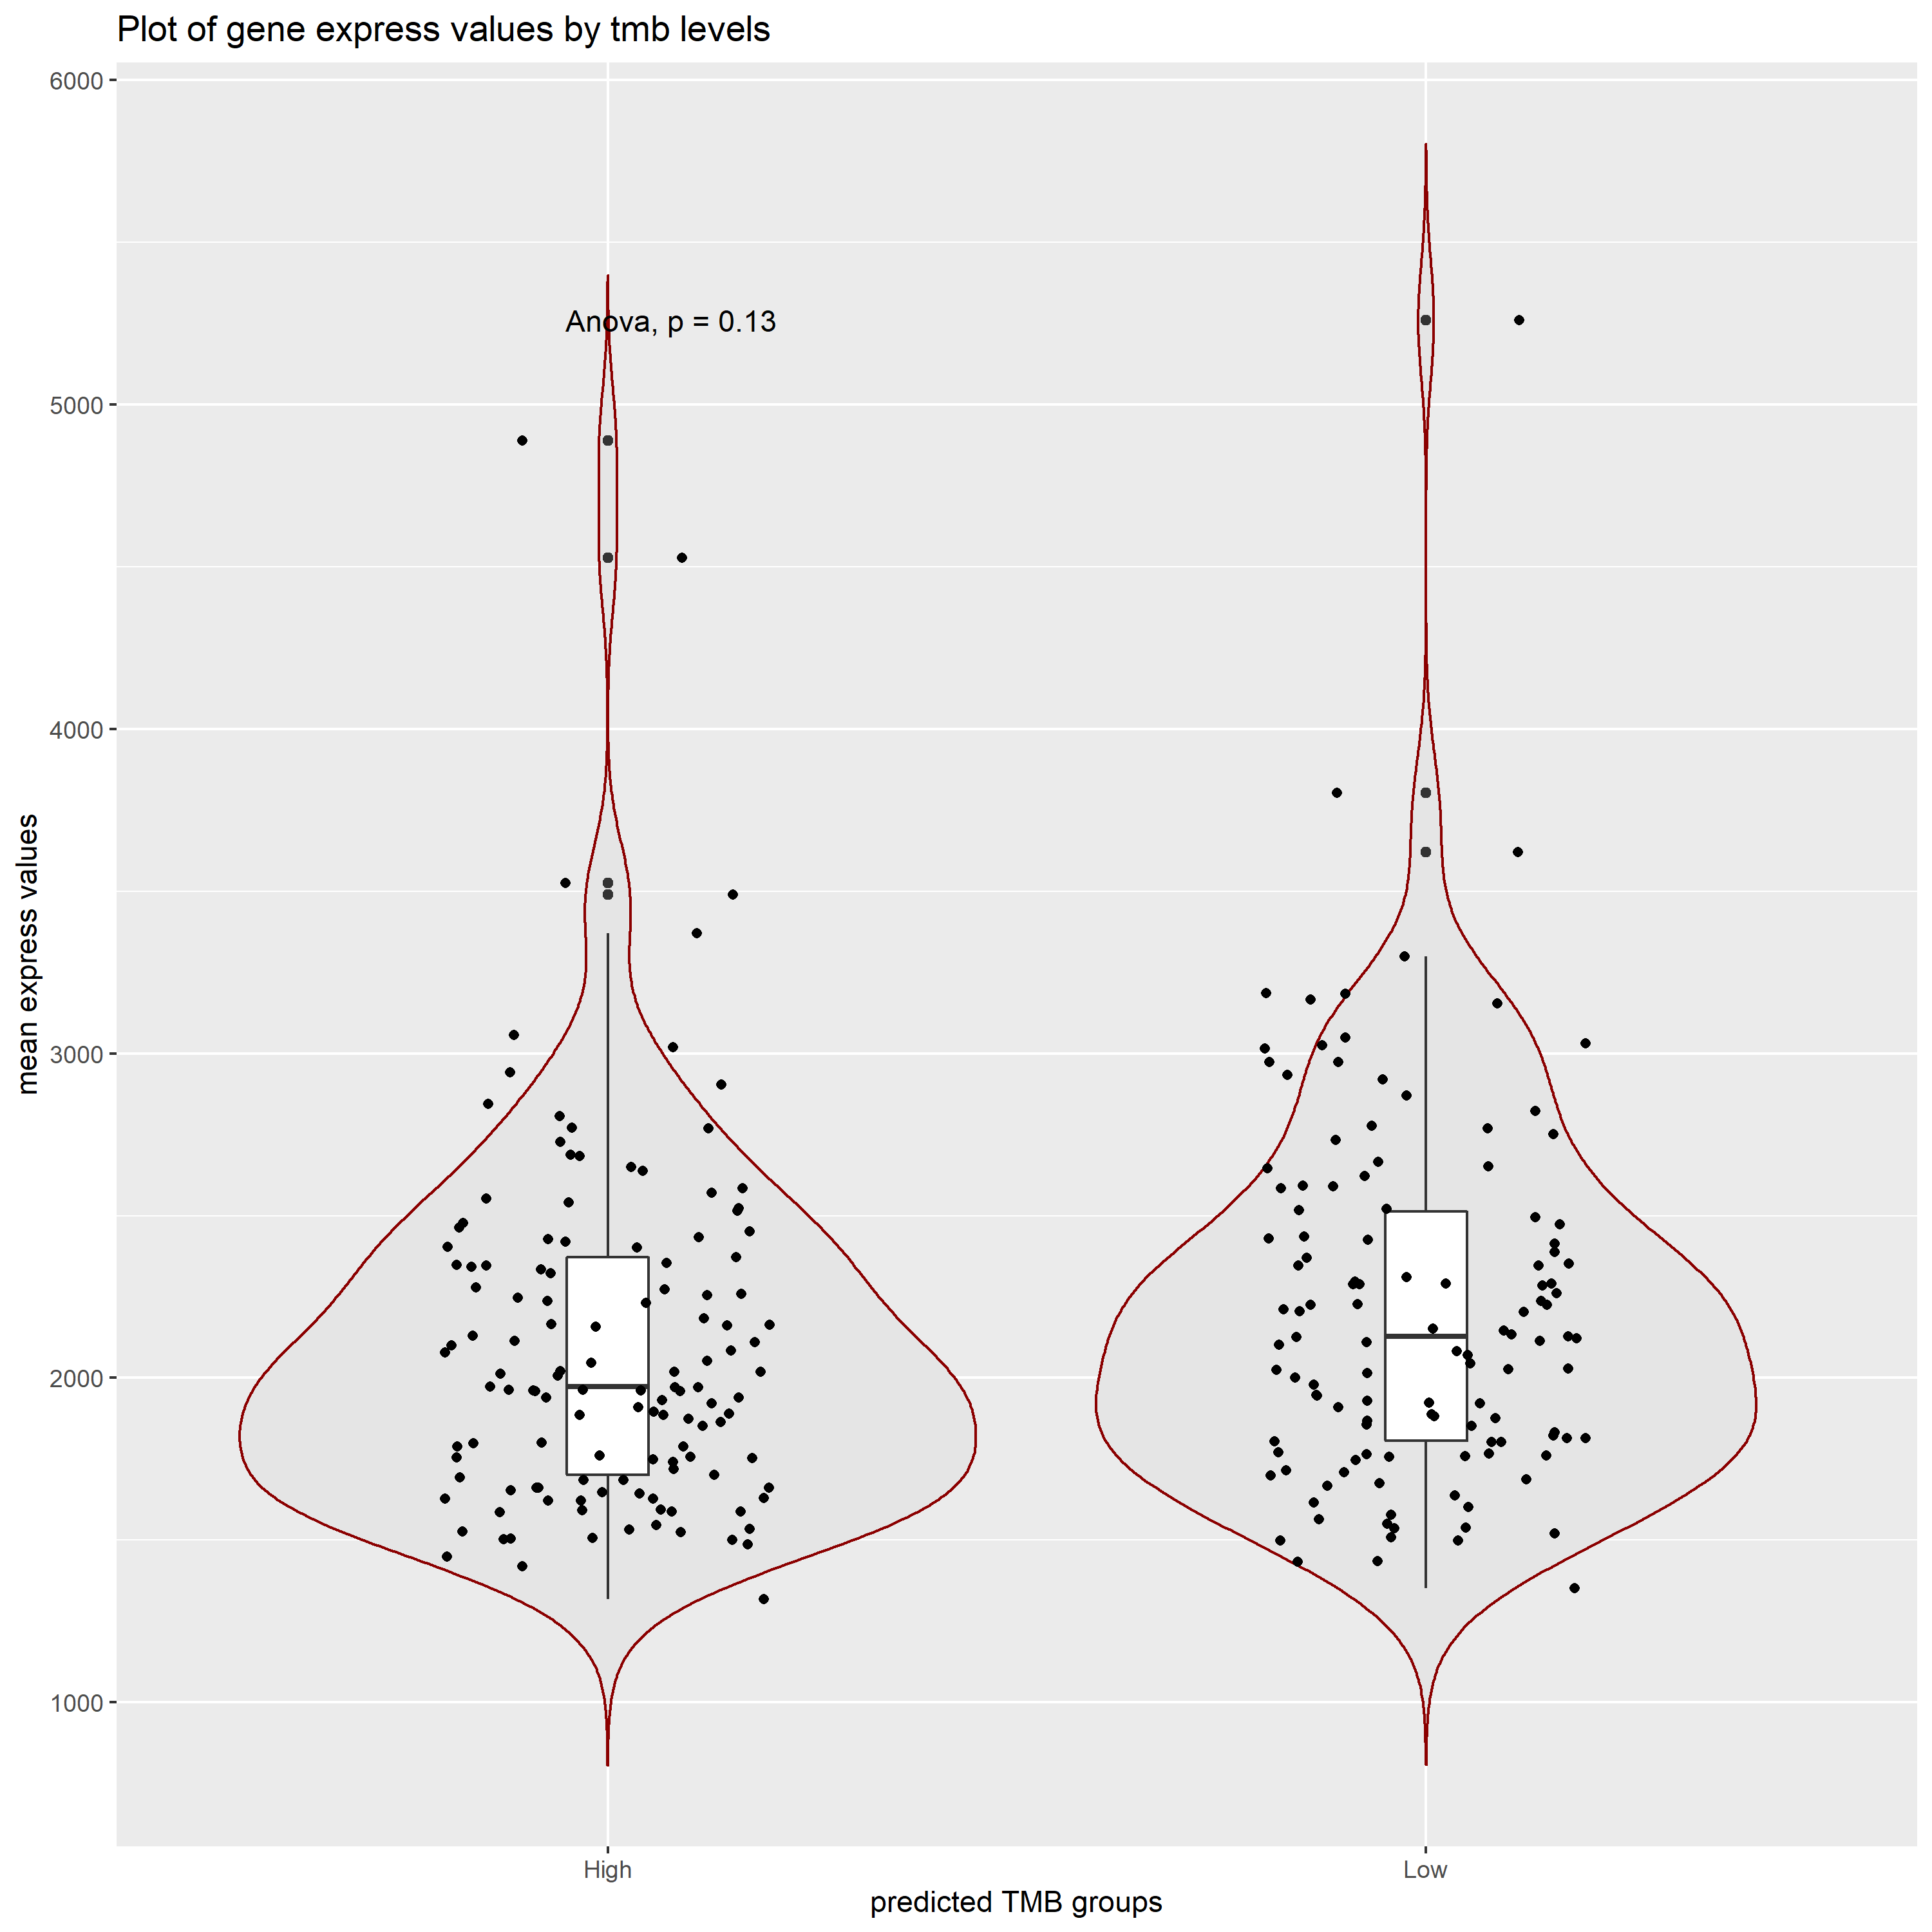 Plot of gene express values by tmb levels
6000
5000
4000
3000
2000
1000
mean express values
Anova, p = 0.13
High
Low
predicted TMB groups